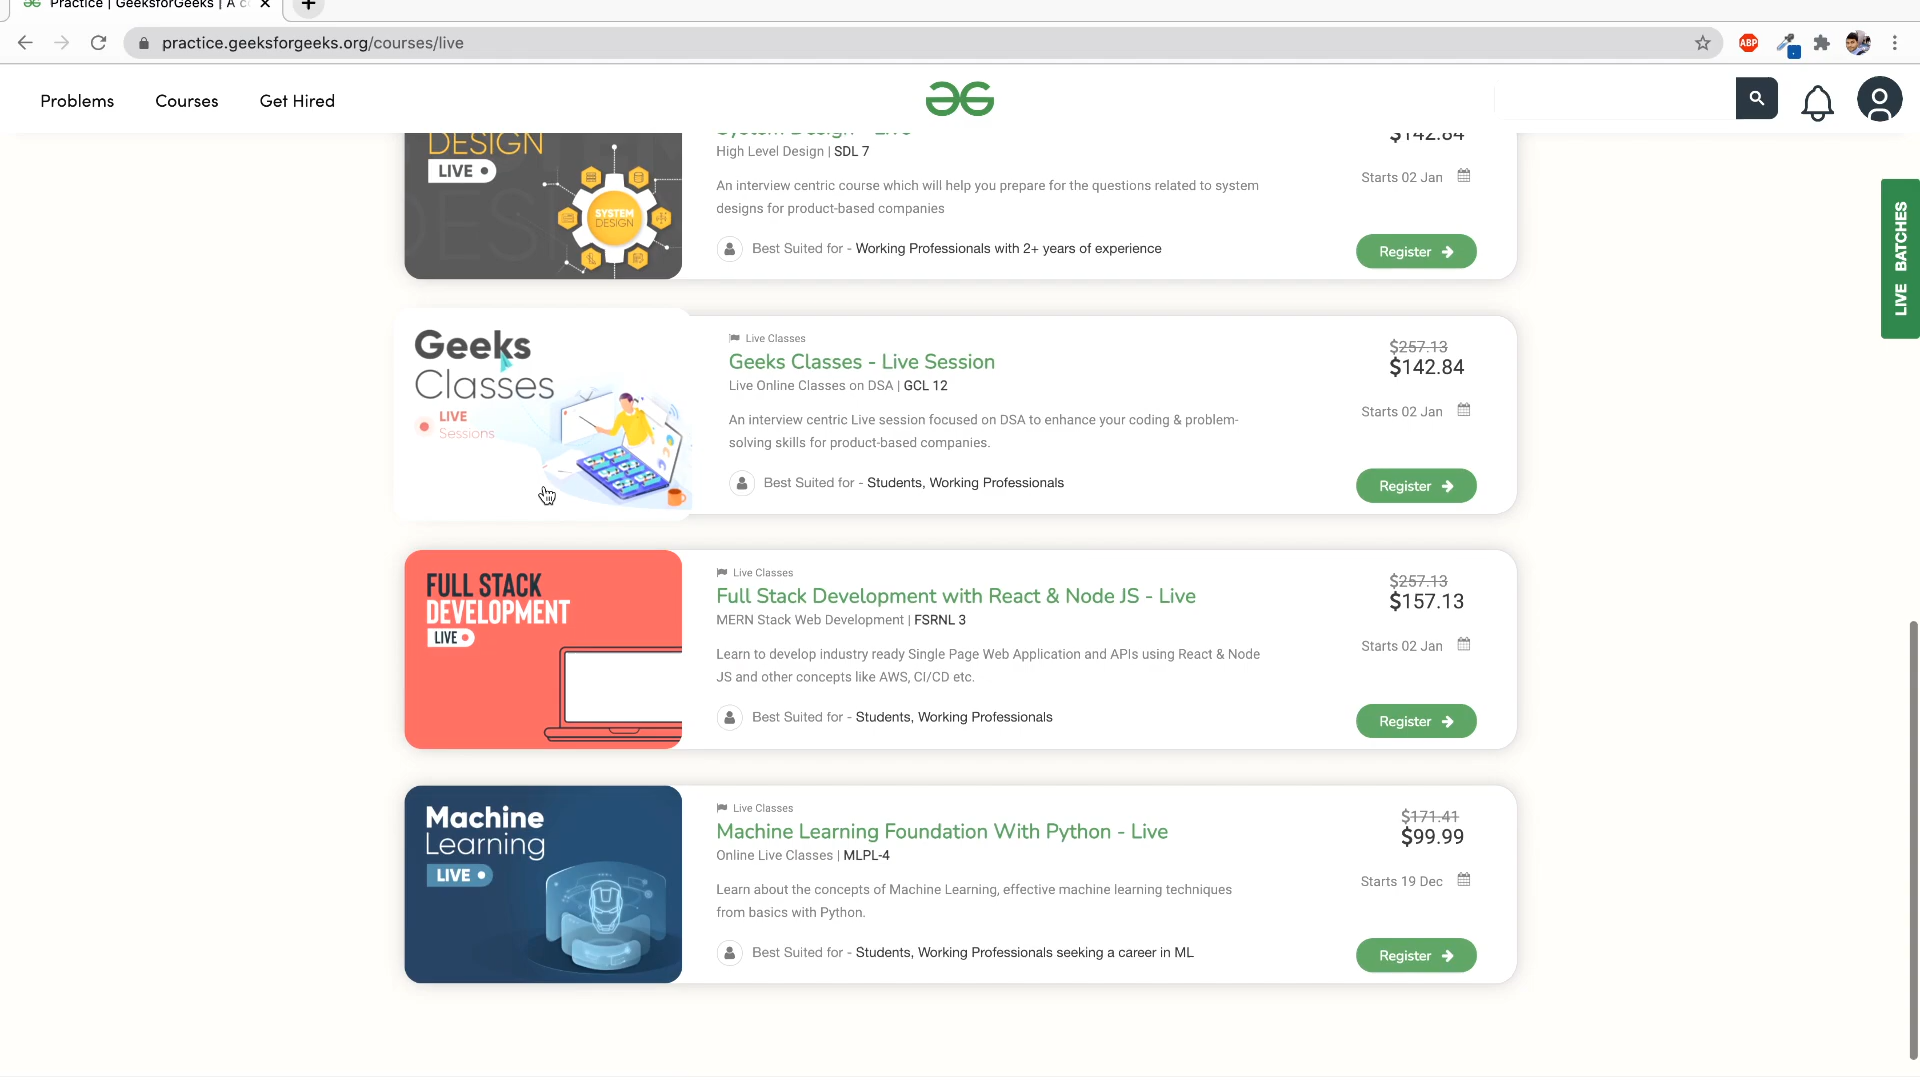 Practice | GeeksforGeeks | A c
practice.geeksforgeeks.org/courses/live
ABP
Problems
Courses
Get Hired
DESIGN
LIVE
SYSTEM
DESIGN
System Design - Live
High Level Design | SDL 7
An interview centric course which will help you prepare for the questions related to system
designs for product-based companies
Best Suited for - Working Professionals with 2+ years of experience
$142.84
Starts 02 Jan
Register
LIVE BATCHES
Geeks
Classes
LIVE
Sessions
Live Classes
Geeks Classes - Live Session
Live Online Classes on DSA | GCL 12
An interview centric Live session focused on DSA to enhance your coding & problem-
solving skills for product-based companies.
Best Suited for - Students, Working Professionals
$257.13
$142.84
Starts 02 Jan
Register
FULL STACK
DEVELOPMENT
LIVE
Live Classes
Full Stack Development with React & Node JS - Live
MERN Stack Web Development | FSRNL 3
Learn to develop industry ready Single Page Web Application and APIs using React & Node
JS and other concepts like AWS, CI/CD etc.
Best Suited for - Students, Working Professionals
$257.13
$157.13
Starts 02 Jan
Register
Machine
Learning
LIVE
Live Classes
Machine Learning Foundation With Python - Live
Online Live Classes | MLPL-4
Learn about the concepts of Machine Learning, effective machine learning techniques
from basics with Python.
Best Suited for - Students, Working Professionals seeking a career in ML
$171.41
$99.99
Starts 19 Dec
Register